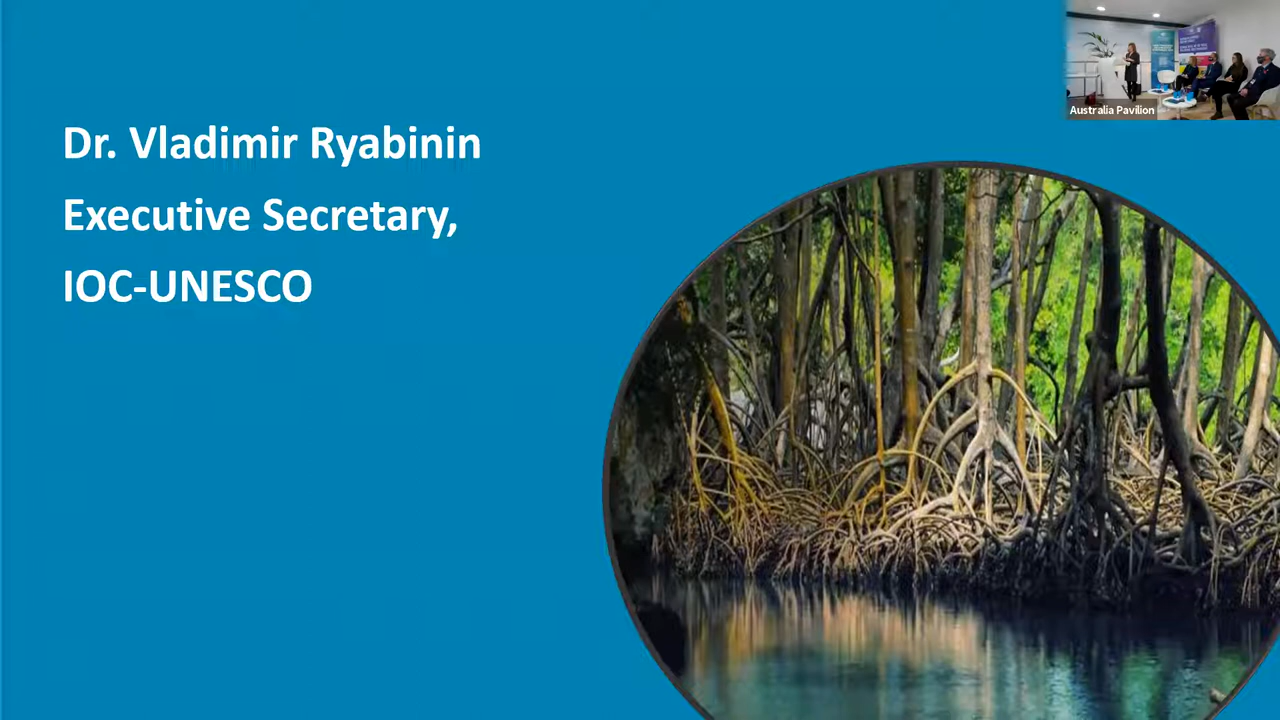 Dr. Vladimir Ryabinin
Executive Secretary,
IOC-UNESCO
Australia Pavilion